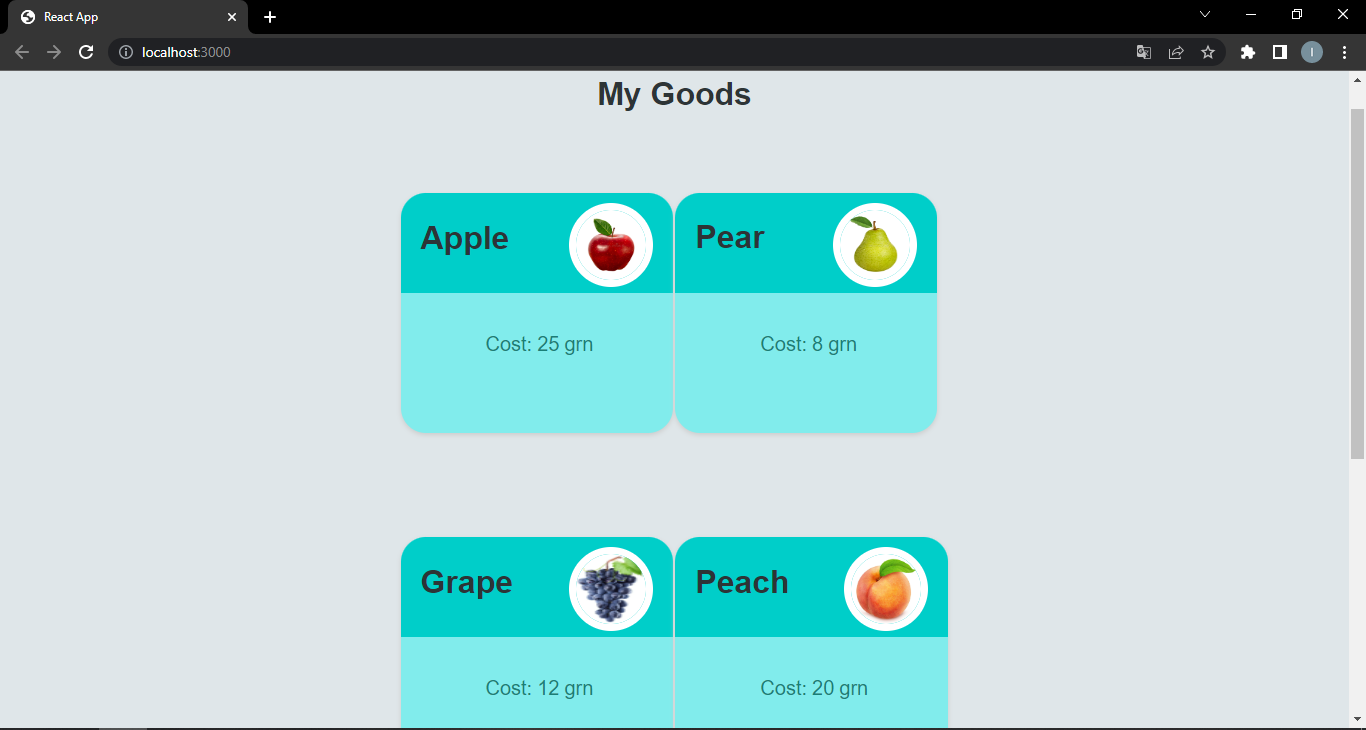 React App
localhost:3000
I
My Goods
Apple
Pear
Cost: 25 grn
Cost: 8 grn
Grape
Peach
Cost: 12 grn
Cost: 20 grn